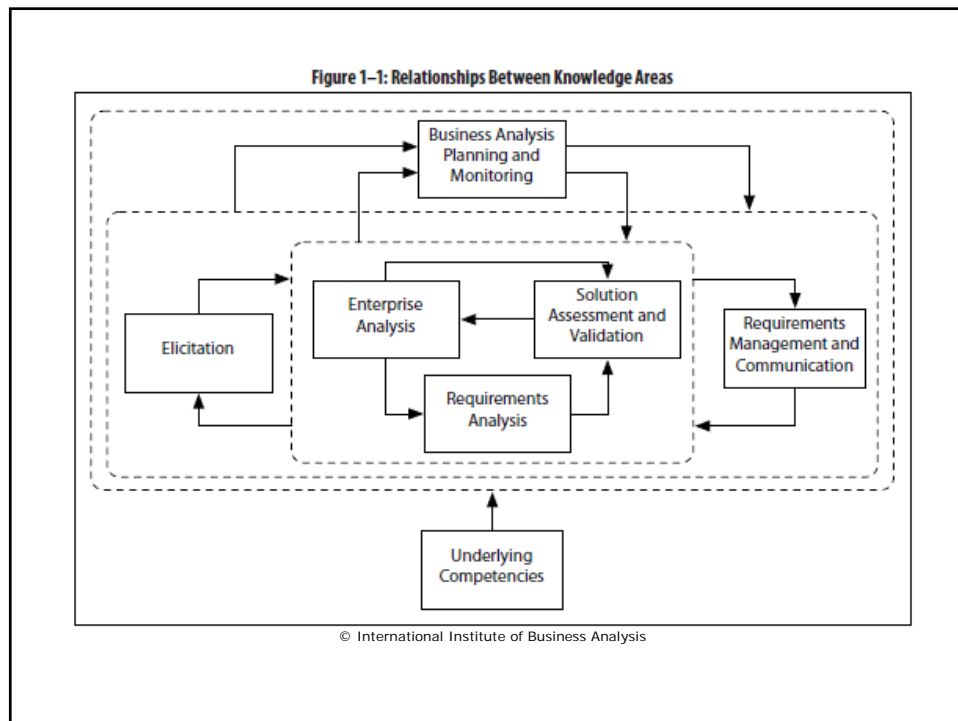 Figure 1–1: Relationships Between Knowledge Areas
Business Analysis
Planning and
Monitoring
Enterprise
Analysis
Solution
Assessment and
Validation
Elicitation
Requirements
Management and
Communication
Requirements
Analysis
Underlying
Competencies
© International Institute of Business Analysis